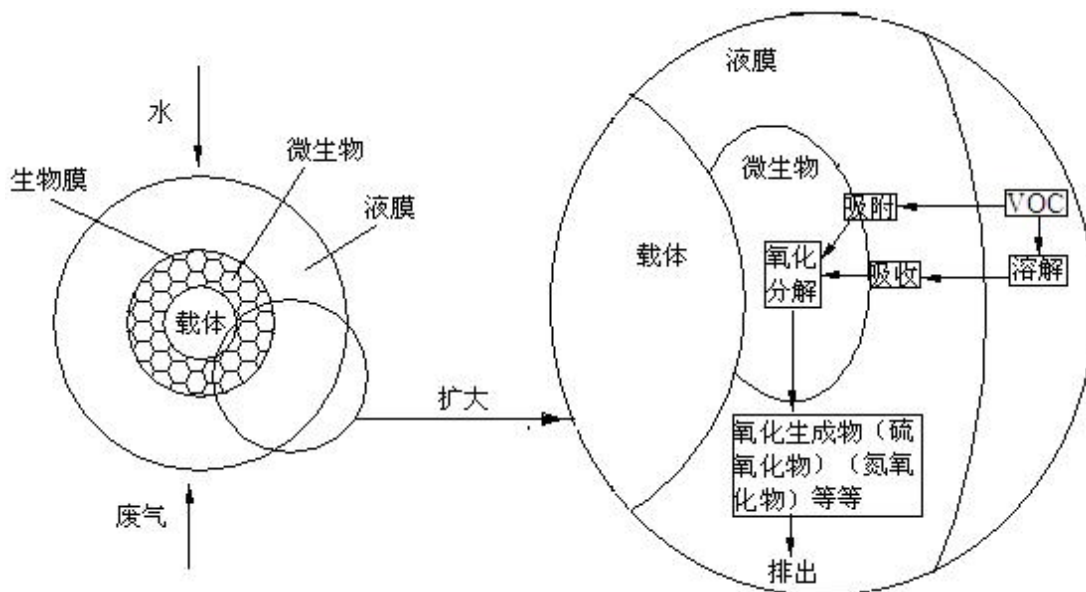 水
微生物
生物膜
液膜
载体
扩大
废气
液膜
微生物
吸附
VOC
载体
氧化
分解
吸收
溶解
氧化生成物（硫
氧化物）（氮氧
化物）等等
排出